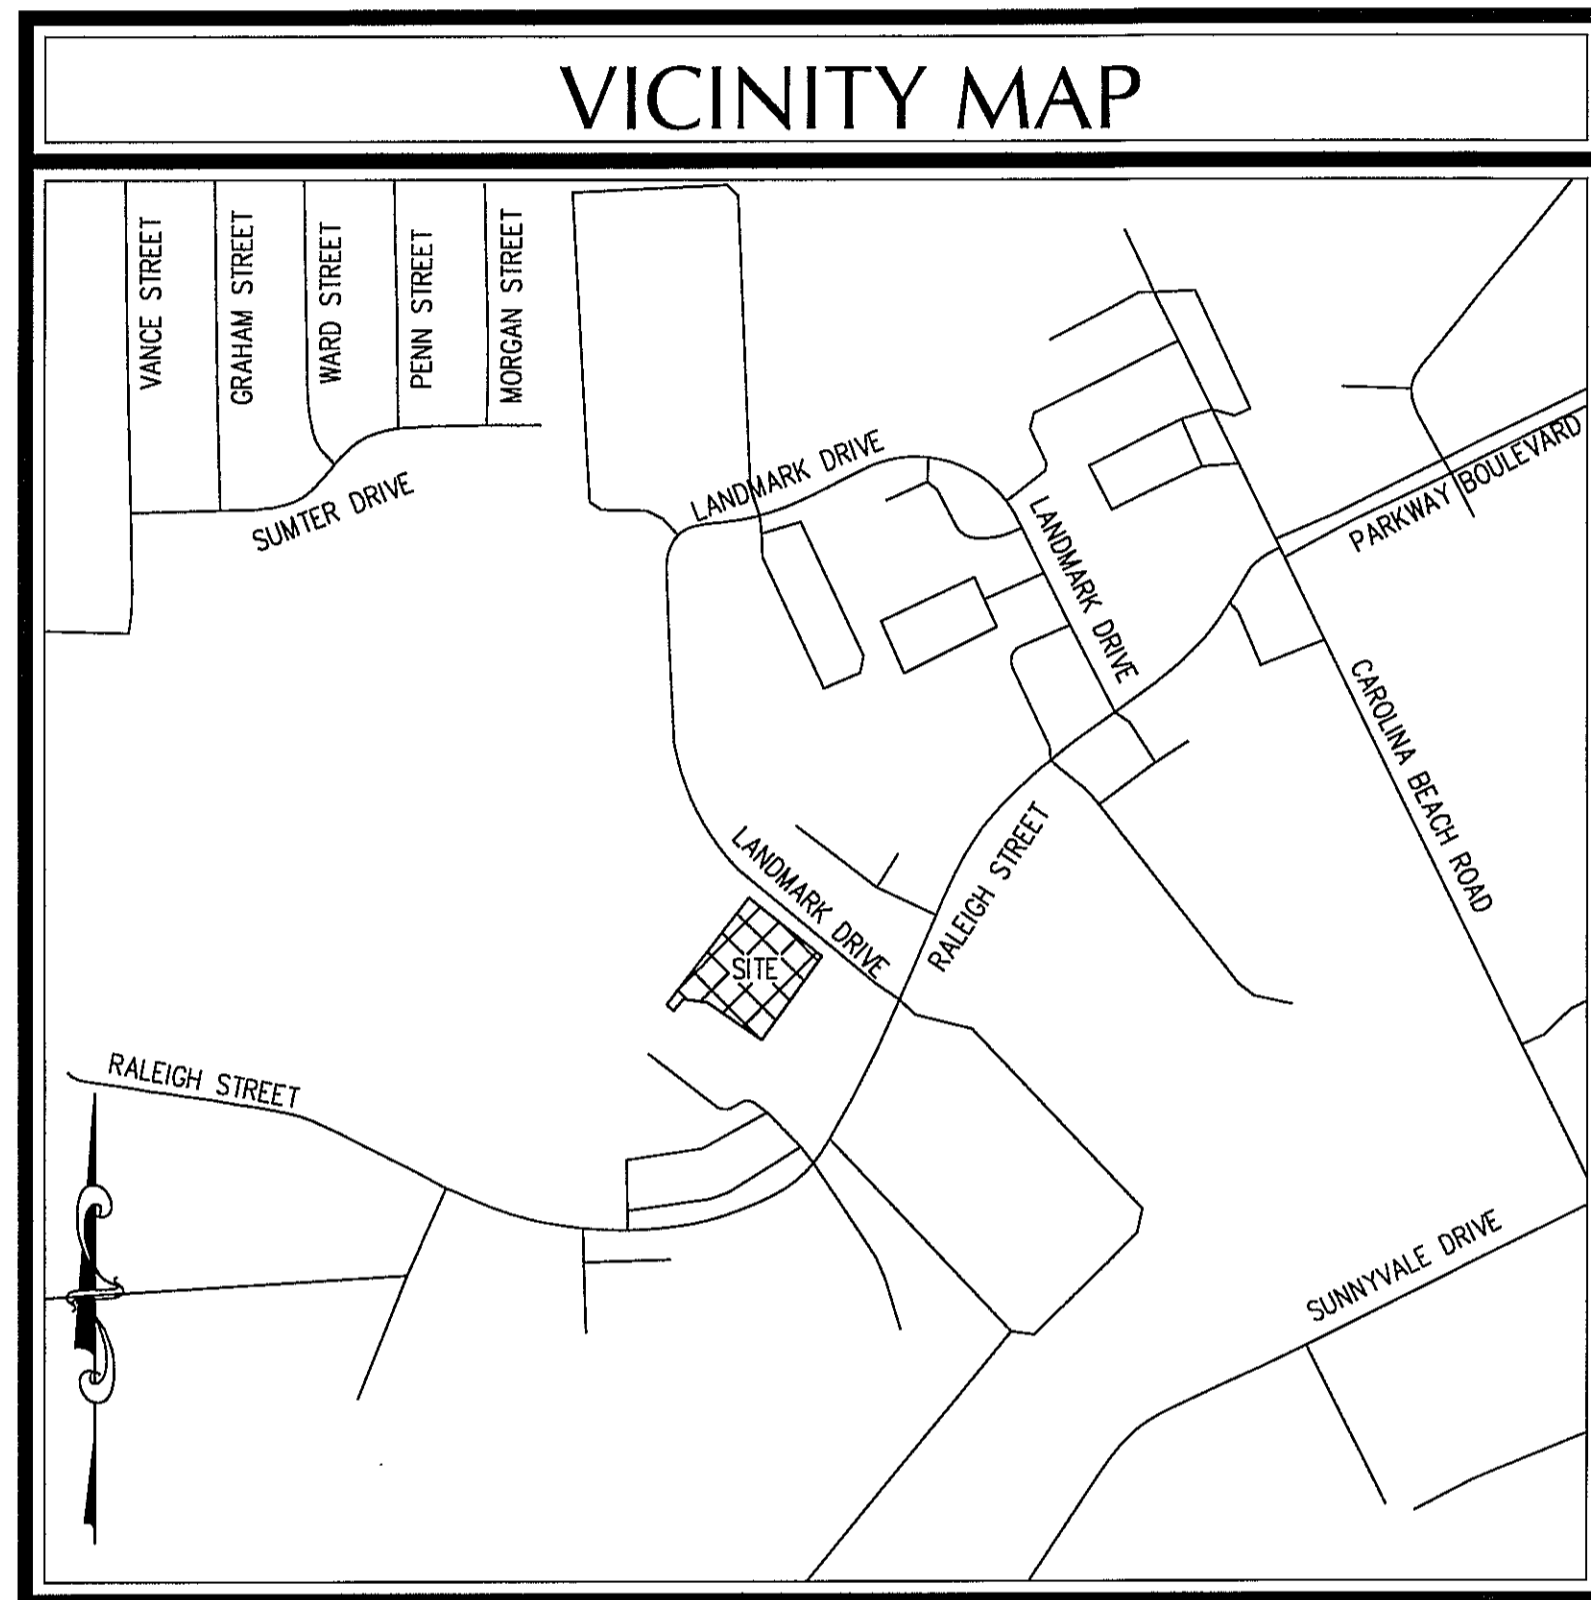 VICINITY MAP
VANCE STREET
GRAHAM STREET
WARD STREET
PENN STREET
MORGAN STREET
SUMTER DRIVE
LANDMARK DRIVE
LANDMARK DRIVE
PARKWAY BOULEVARD
CAROLINA BEACH ROAD
LANDMARK DRIVE
RALEIGH STREET
SITE
RALEIGH STREET
SUNNYVALE DRIVE